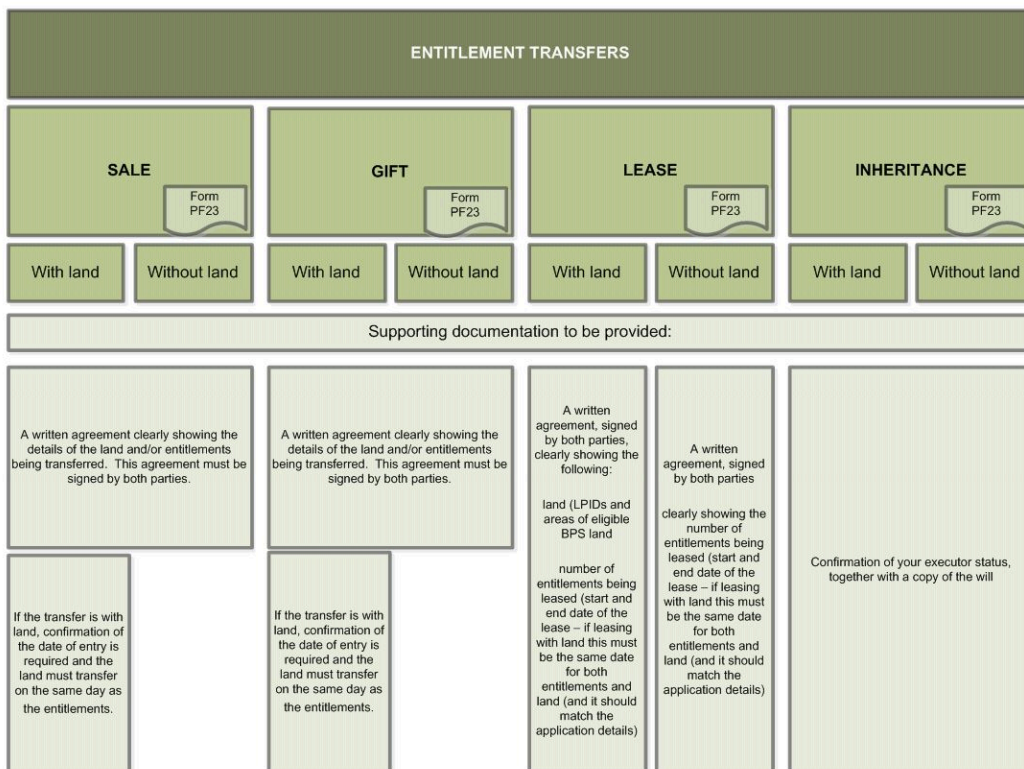 ENTITLEMENT TRANSFERS
SALE
Form
PF23
GIFT
Form
PF23
LEASE
Form
PF23
INHERITANCE
Form
PF23
With land
Without land
With land
Without land
With land
Without land
With land
Without land
Supporting documentation to be provided:
A written agreement clearly showing the
details of the land and/or entitlements
being transferred.  This agreement must be
signed by both parties.
If the transfer is with
land, confirmation of
the date of entry is
required and the
land must transfer
on the same day as
the entitlements.
A written agreement clearly showing the
details of the land and/or entitlements
being transferred.  This agreement must be
signed by both parties.
If the transfer is with
land, confirmation of
the date of entry is
required and the
land must transfer
on the same day as
the entitlements.
A written
agreement, signed
by both parties,
clearly showing the
following:
land (LPIDs and
areas of eligible
BPS land
number of
entitlements being
leased (start and
end date of the
lease – if leasing
with land this must
be the same date
for both
entitlements and
land (and it should
match the
application details)
A written
agreement, signed
by both parties
clearly showing the
number of
entitlements being
leased (start and
end date of the
lease – if leasing
with land this must
be the same date
for both
entitlements and
land (and it should
match the
application details)
Confirmation of your executor status,
together with a copy of the will